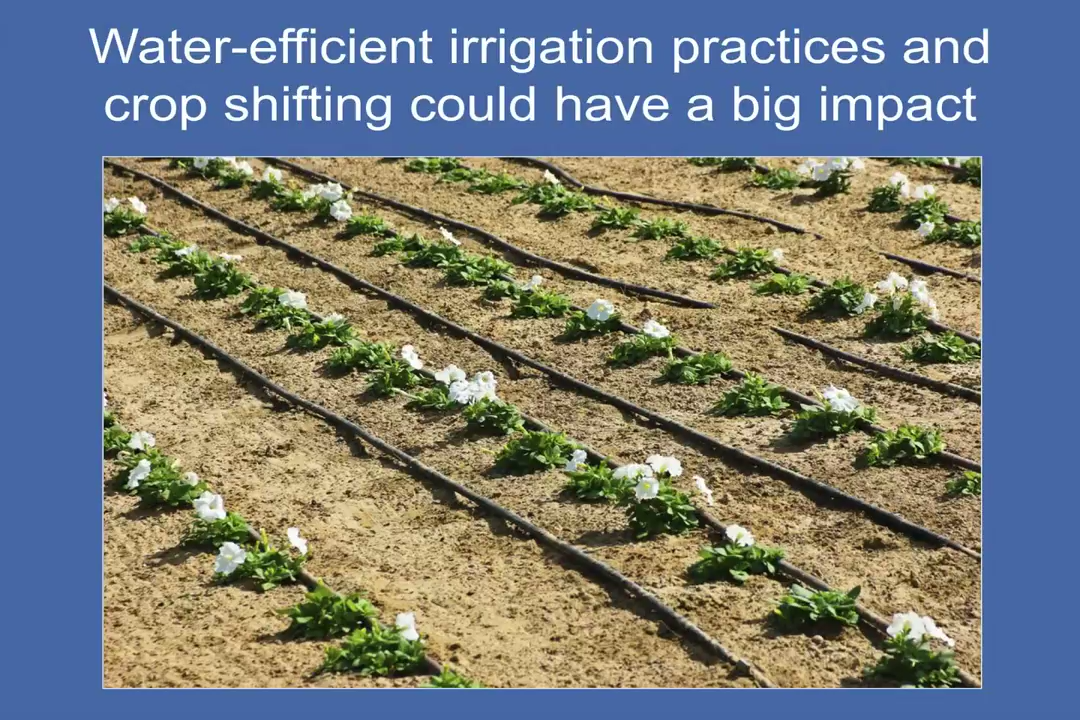 Water-efficient irrigation practices and
crop shifting could have a big impact